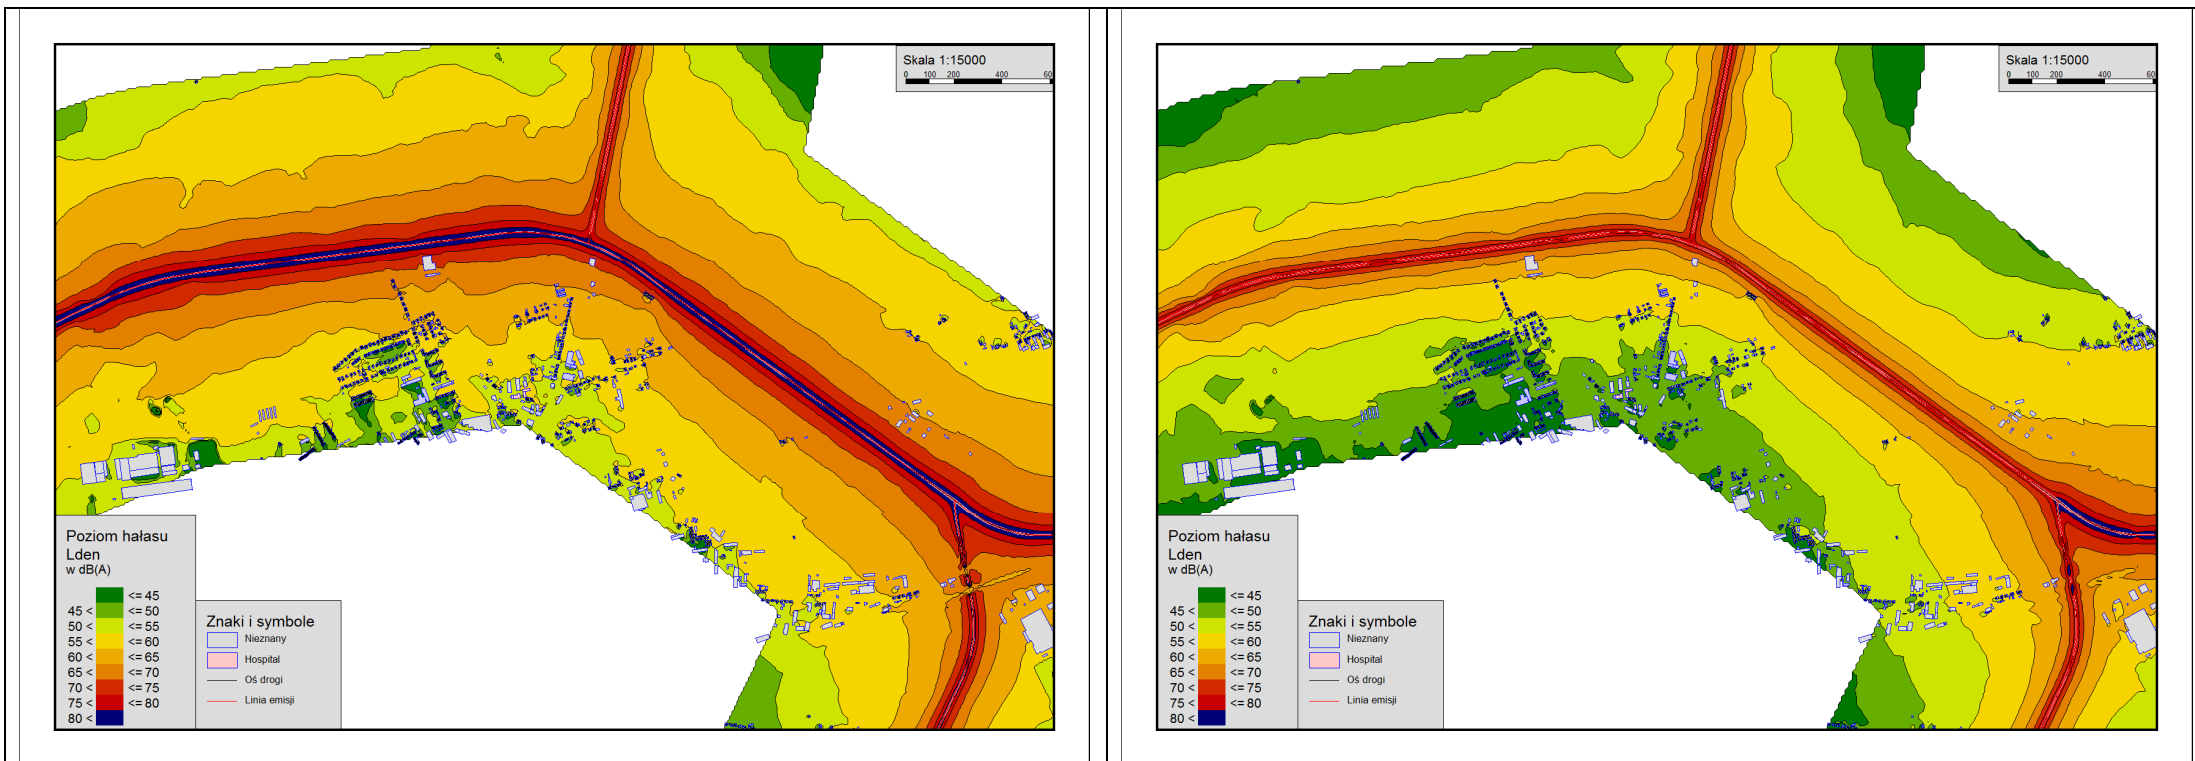 Skala 1:15000
0 100 200 400 60
Poziom hałasu
Lden
w dB(A)
<= 45
45 < <= 50
50 < <= 55
55 < <= 60
60 < <= 65
65 < <= 70
70 < <= 75
75 < <= 80
80 <
Znaki i symbole
Nieznany
Hospital
Oś drogi
Linia emisji
Skala 1:15000
0 100 200 400 60
Poziom hałasu
Lden
w dB(A)
<= 45
45 < <= 50
50 < <= 55
55 < <= 60
60 < <= 65
65 < <= 70
70 < <= 75
75 < <= 80
80 <
Znaki i symbole
Nieznany
Hospital
Oś drogi
Linia emisji